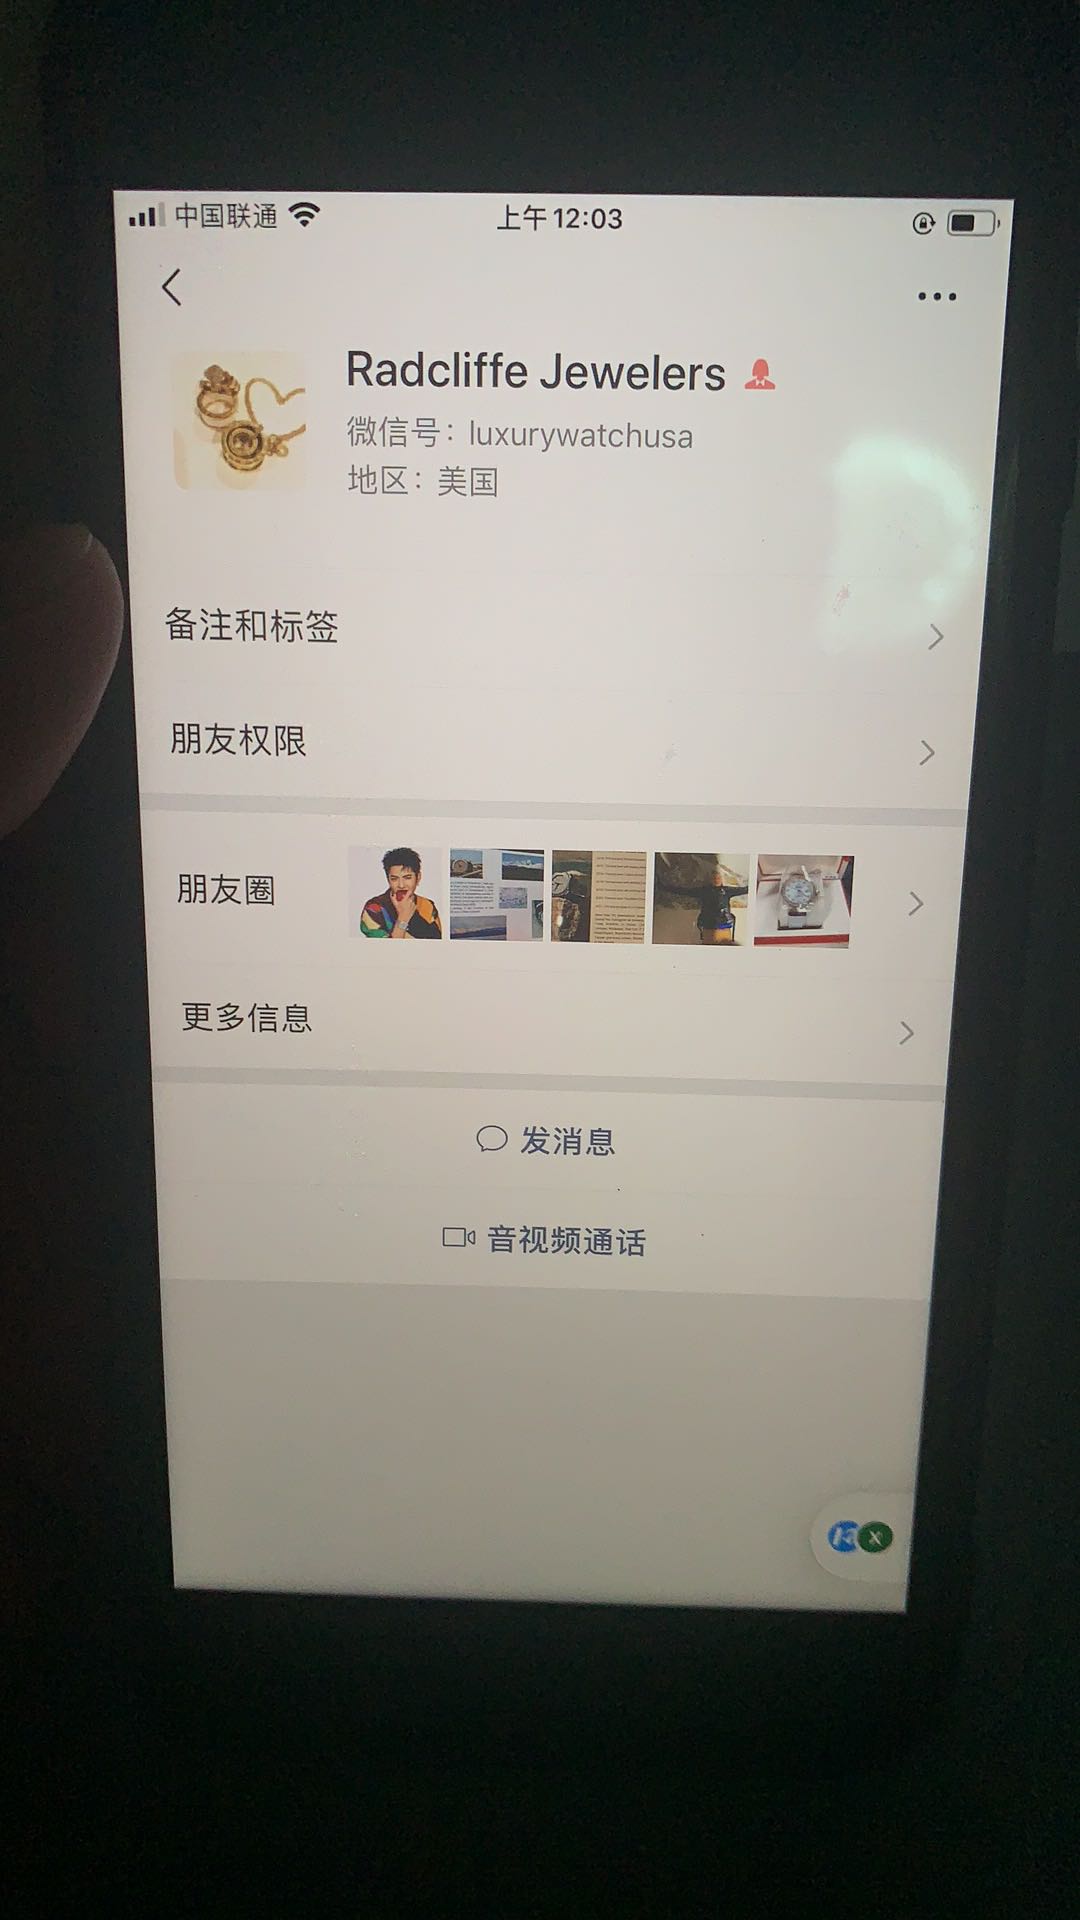 中国联通
上午12:03
Radcliffe Jewelers
微信号：luxurywatchusa
地区：美国
备注和标签
朋友权限
朋友圈
更多信息
发消息
音视频通话